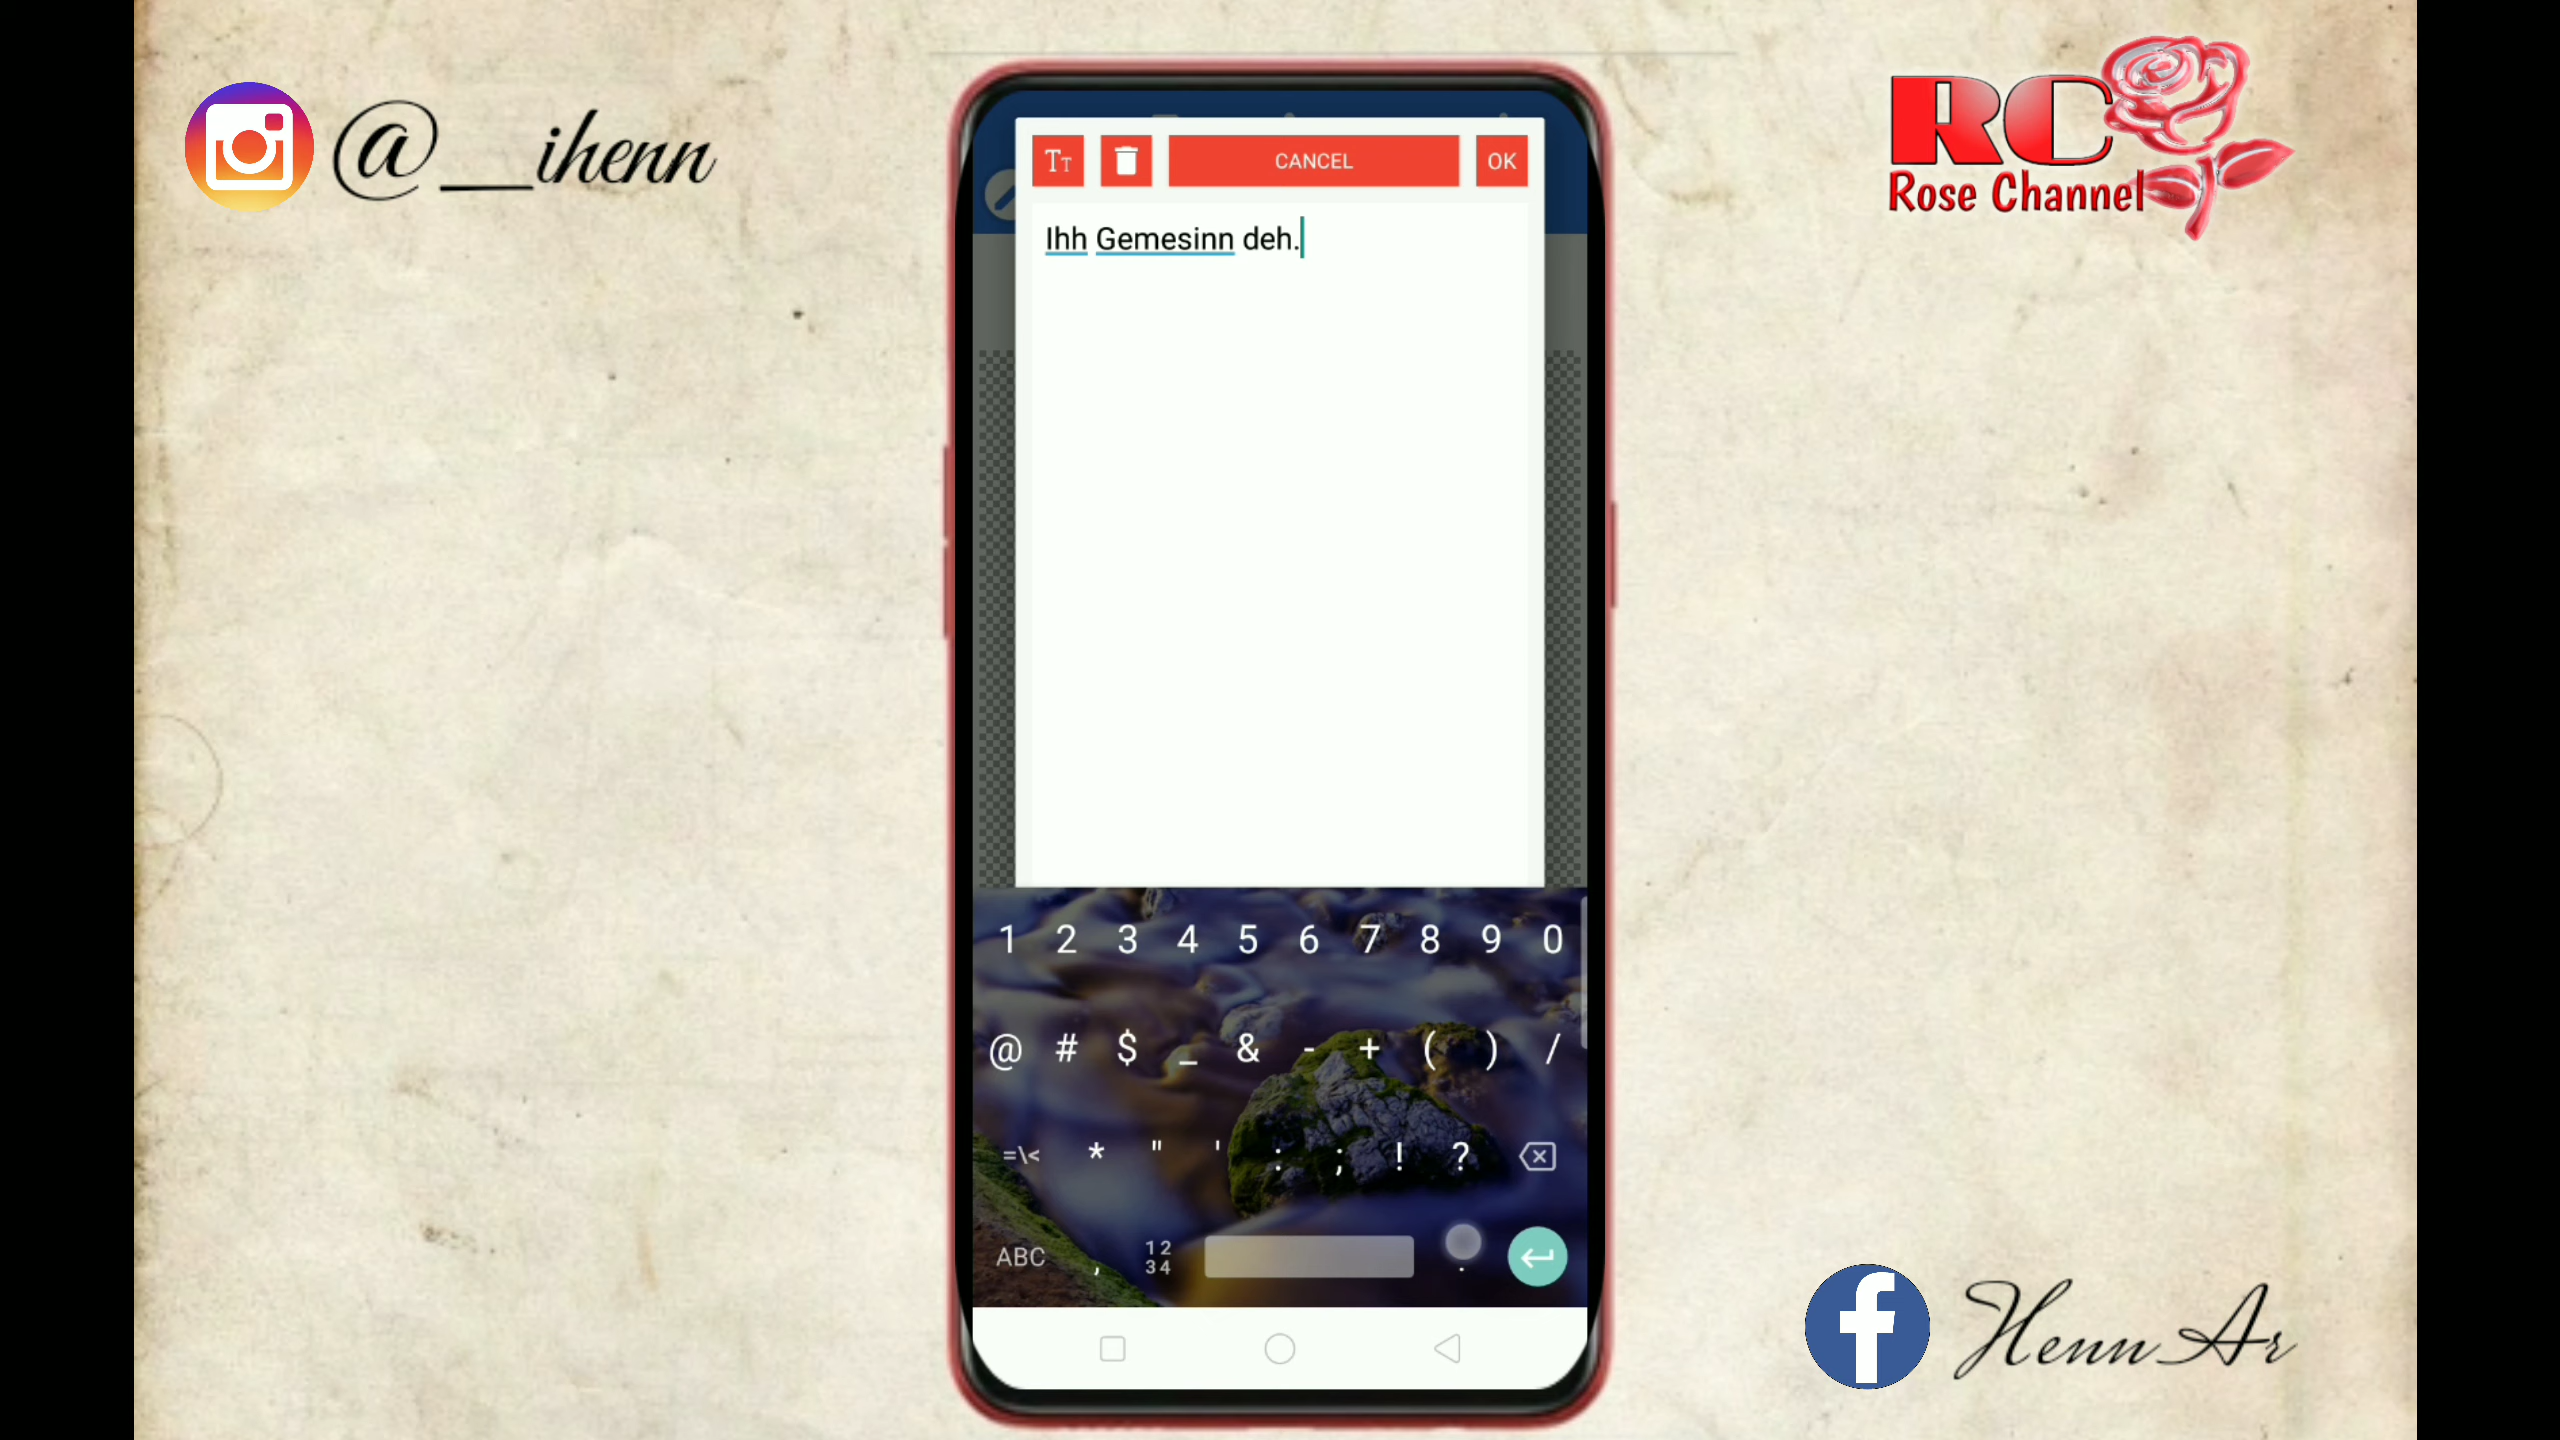 @__ihenn
RC
Rose Channel
Tт
CANCEL
OK
Ihh Gemesinn deh.
1 2 3 4 5 6 7 8 9 0
@ # $ _ & - + ( ) /
=\< * " ' : ; ! ?
ABC , 12 34 .
Henn Ar